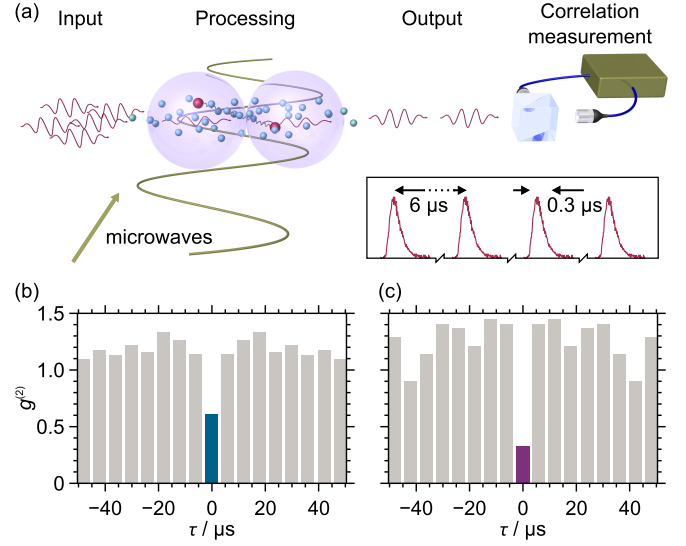 (a)
Input
Processing
Output
Correlation
measurement
microwaves
6 µs
0.3 µs
(b)
(c)
1.5
1.0
0.5
0
g(2)
−40 −20 0 20 40
τ / µs
−40 −20 0 20 40
τ / µs